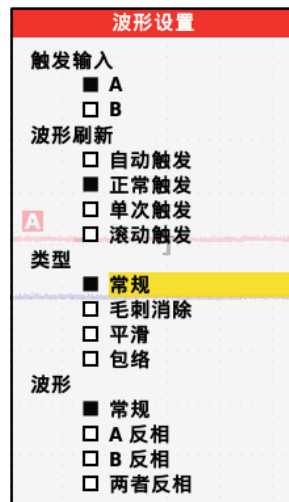 波形设置
触发输入
■ A
□ B
波形刷新
□ 自动触发
■ 正常触发
□ 单次触发
A
□ 滚动触发
类型
■ 常规
□ 毛刺消除
□ 平滑
□ 包络
波形
■ 常规
□ A 反相
□ B 反相
□ 两者反相